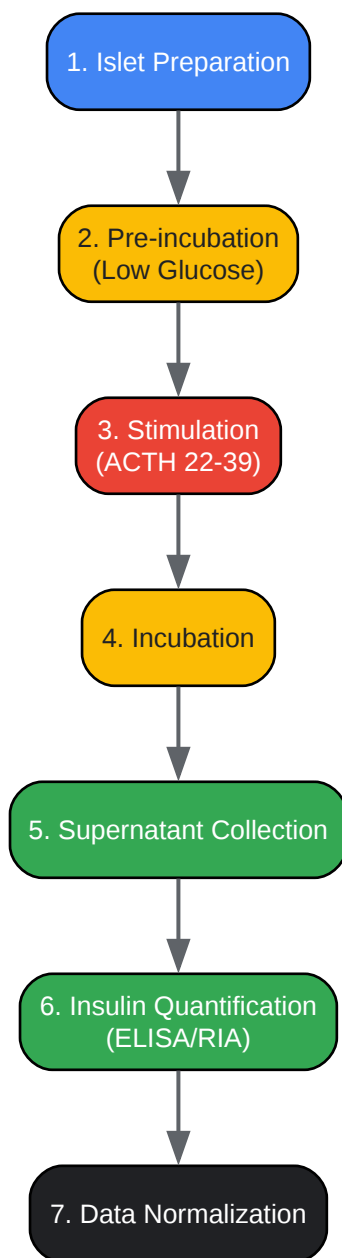 1. Islet Preparation
2. Pre-incubation
(Low Glucose)
3. Stimulation
(ACTH 22-39)
4. Incubation
5. Supernatant Collection
6. Insulin Quantification
(ELISA/RIA)
7. Data Normalization